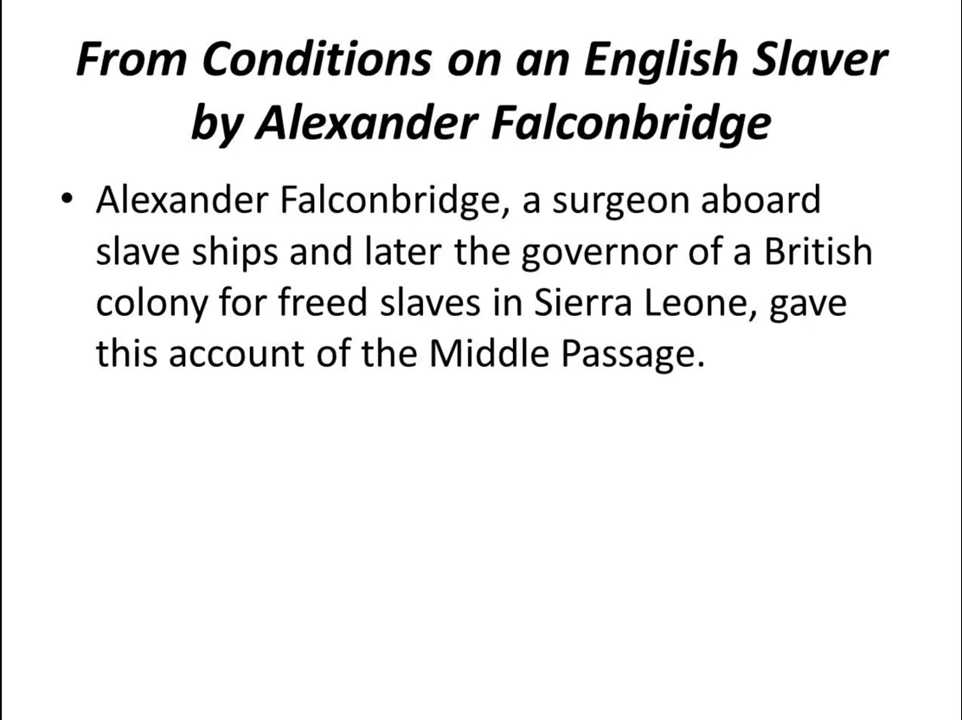 From Conditions on an English Slaver
by Alexander Falconbridge
• Alexander Falconbridge, a surgeon aboard
slave ships and later the governor of a British
colony for freed slaves in Sierra Leone, gave
this account of the Middle Passage.